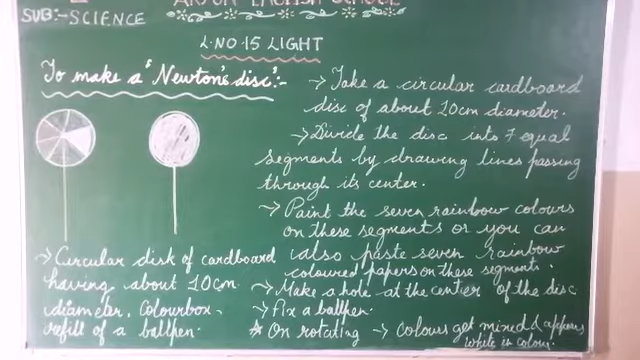 ENGLISH SCHOOL
SUB:- SCIENCE
L.NO.15 LIGHT
To make a "Newton's disc":-
→ Circular disk of cardboard
having about 10cm
diameter, Colourbox,
refill of a ballpen.
→ Take a circular cardboard
disc of about 10cm diameter.
→ Divide the disc into 7 equal
segments by drawing lines passing
through its center.
→ Paint the seven rainbow colours
on these segments or you can
also paste seven rainbow
coloured papers on these segments.
→ Make a hole at the center of the disc
→ fix a ballpen.
* On rotating → colours get mixed & appears
white in colour.